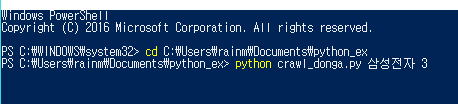 Windows PowerShell
Copyright (C) 2016 Microsoft Corporation. All rights reserved.
PS C:₩WINDOWS₩system32> cd C:₩Users₩rainm₩Documents₩python_ex
PS C:₩Users₩rainm₩Documents₩python_ex> python crawl_donga.py 삼성전자 3